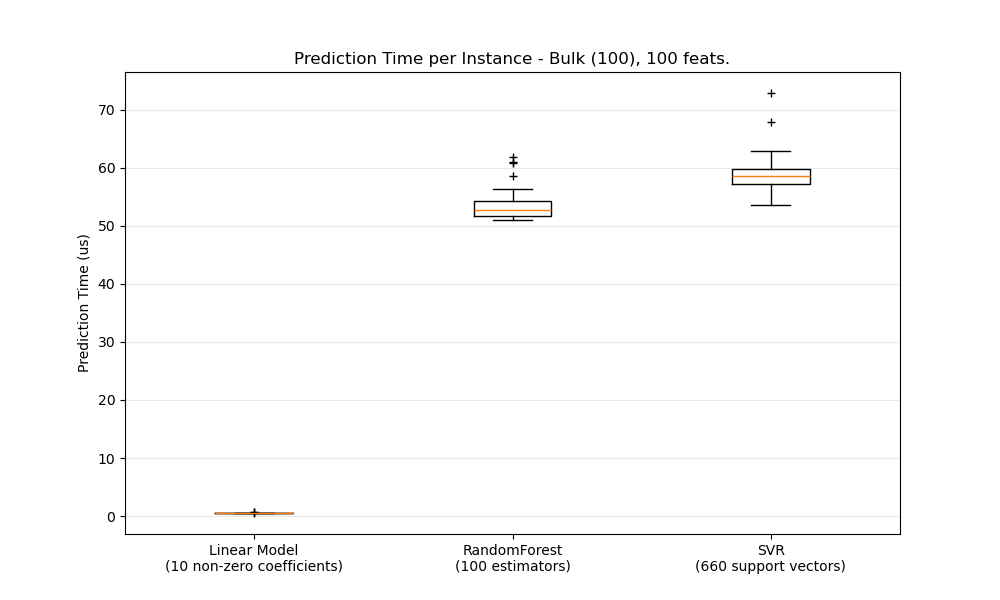 Prediction Time per Instance - Bulk (100), 100 feats.
Prediction Time (us)
70
60
50
40
30
20
10
0
Linear Model
(10 non-zero coefficients)
RandomForest
(100 estimators)
SVR
(660 support vectors)